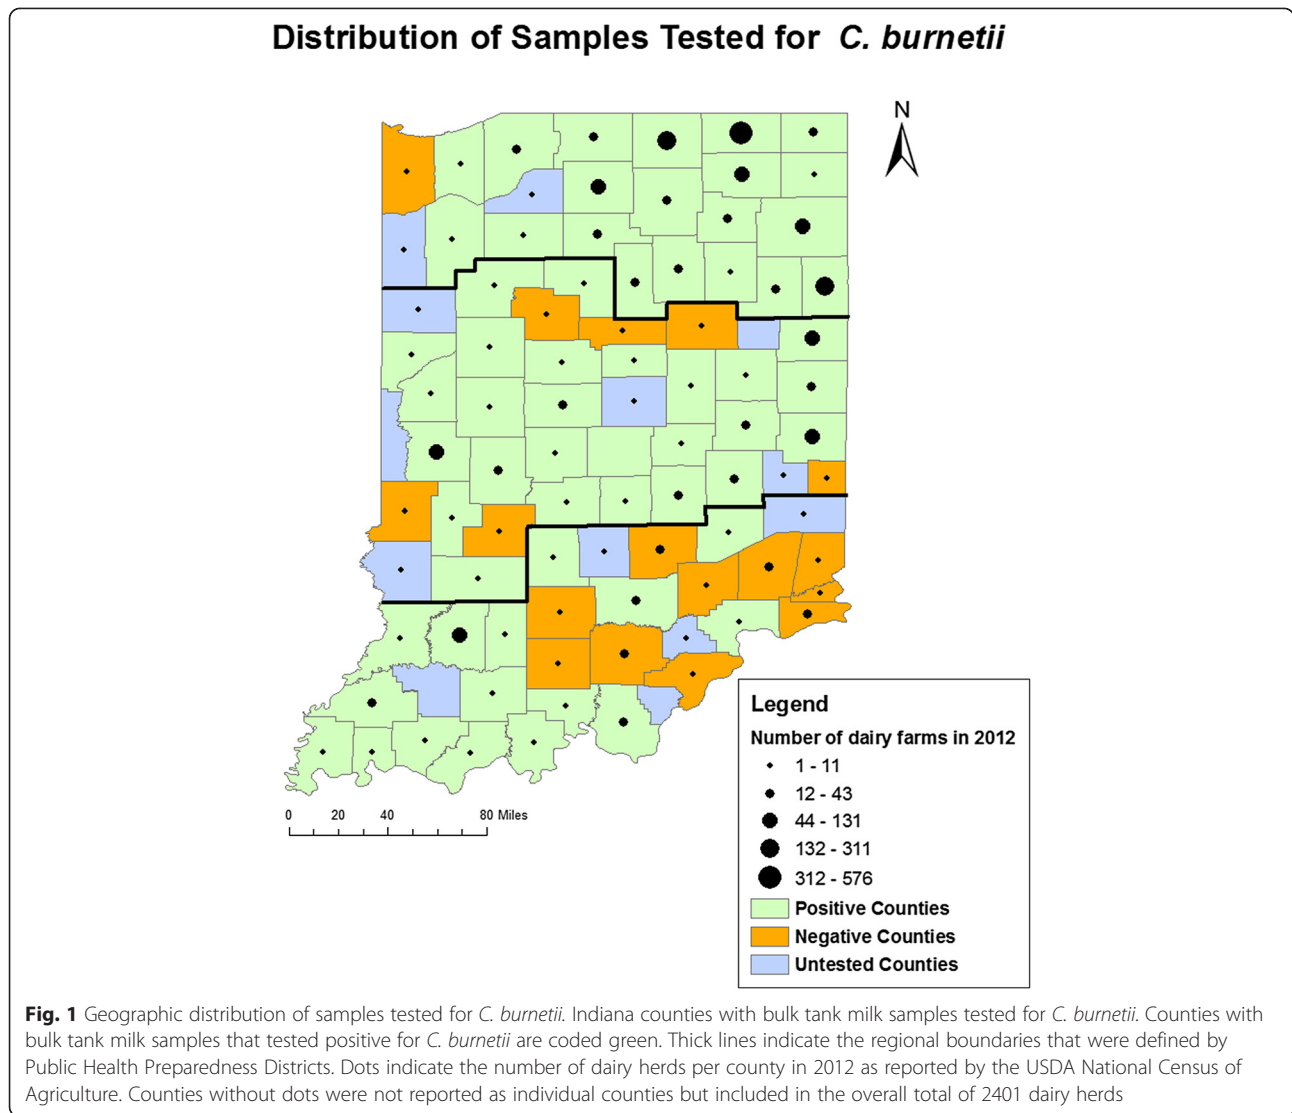 Distribution of Samples Tested for C. burnetii
N
Legend
Number of dairy farms in 2012
1 - 11
12 - 43
44 - 131
132 - 311
312 - 576
Positive Counties
Negative Counties
Untested Counties
0 20 40 80 Miles
Fig. 1 Geographic distribution of samples tested for C. burnetii. Indiana counties with bulk tank milk samples tested for C. burnetii. Counties with
bulk tank milk samples that tested positive for C. burnetii are coded green. Thick lines indicate the regional boundaries that were defined by
Public Health Preparedness Districts. Dots indicate the number of dairy herds per county in 2012 as reported by the USDA National Census of
Agriculture. Counties without dots were not reported as individual counties but included in the overall total of 2401 dairy herds